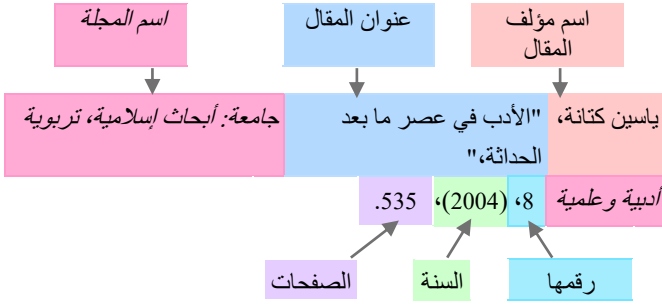 اسم مؤلف المقال
عنوان المقال
اسم المجلة
ياسين كتانة، "الأدب في عصر ما بعد الحداثة،" جامعة: أبحاث إسلامية، تربوية
أدبية وعلمية 8، (2004)، 535.
رقمها
السنة
الصفحات